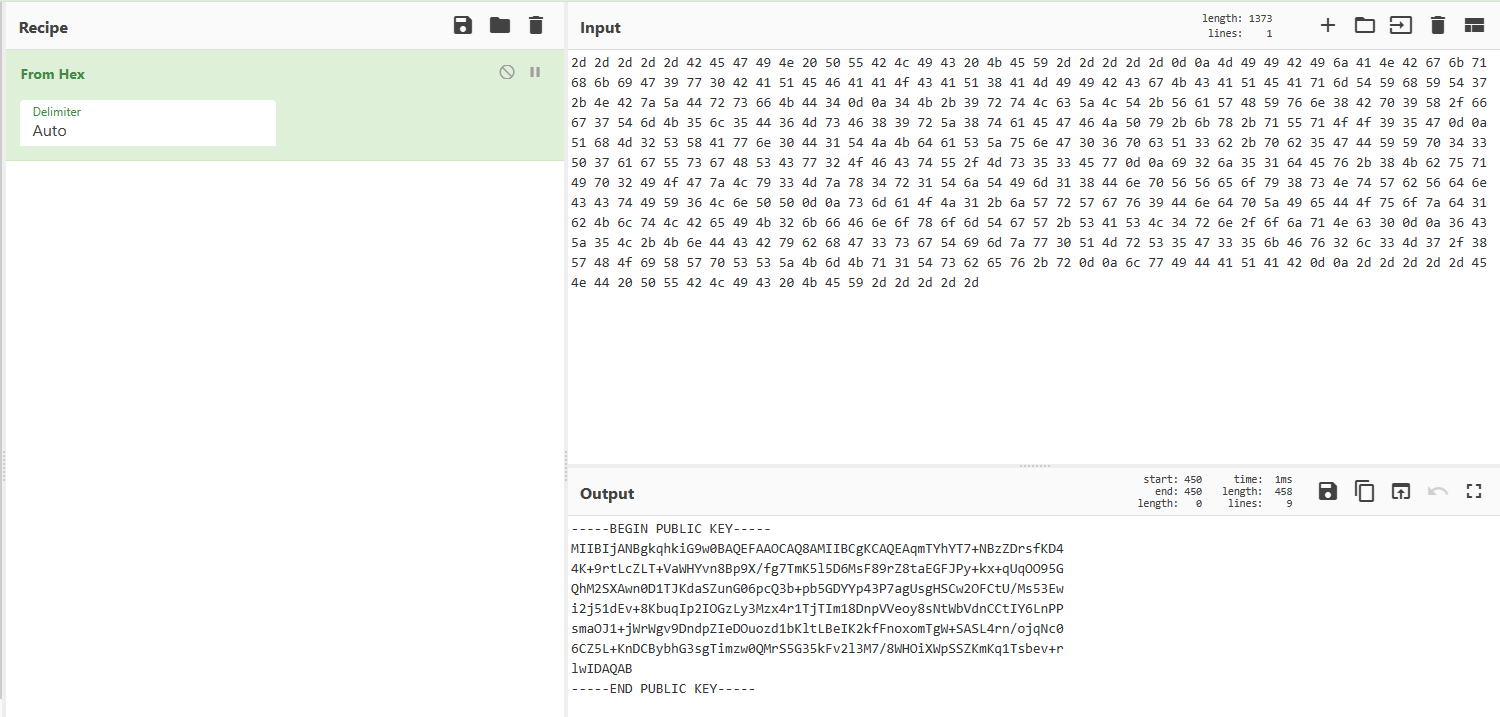 Recipe
From Hex
Delimiter
Auto
Input
length: 1373
lines: 1
2d 2d 2d 2d 2d 42 45 47 49 4e 20 50 55 42 4c 49 43 20 4b 45 59 2d 2d 2d 2d 2d 0d 0a 4d 49 49 42 49 6a 41 4e 42 67 6b 71
68 6b 69 47 39 77 30 42 41 51 45 46 41 41 4f 43 41 51 38 41 4d 49 49 42 43 67 4b 43 41 51 45 41 71 6d 54 59 68 59 54 37
2b 4e 42 7a 5a 44 72 73 66 4b 44 34 0d 0a 34 4b 2b 39 72 74 4c 63 5a 4c 54 2b 56 61 57 48 59 76 6e 38 42 70 39 58 2f 66
67 37 54 6d 4b 35 6c 35 44 36 4d 73 46 38 39 72 5a 38 74 61 45 47 46 4a 50 79 2b 6b 78 2b 71 55 71 4f 4f 39 35 47 0d 0a
51 68 4d 32 53 58 41 77 6e 30 44 31 54 4a 4b 64 61 53 5a 75 6e 47 30 36 70 63 51 33 62 2b 70 62 35 47 44 59 59 70 34 33
50 37 61 67 55 73 67 48 53 43 77 32 4f 46 43 74 55 2f 4d 73 35 33 45 77 0d 0a 69 32 6a 35 31 64 45 76 2b 38 4b 62 75 71
49 70 32 49 4f 47 7a 4c 79 33 4d 7a 78 34 72 31 54 6a 54 49 6d 31 38 44 6e 70 56 56 65 6f 79 38 73 4e 74 57 62 56 64 6e
43 43 74 49 59 36 4c 6e 50 50 0d 0a 73 6d 61 4f 4a 31 2b 6a 57 72 57 67 76 39 44 6e 64 70 5a 49 65 44 4f 75 6f 7a 64 31
62 4b 6c 74 4c 42 65 49 4b 32 6b 66 46 6e 6f 78 6f 6d 54 67 57 2b 53 41 53 4c 34 72 6e 2f 6f 6a 71 4e 63 30 0d 0a 36 43
5a 35 4c 2b 4b 6e 44 43 42 79 62 68 47 33 73 67 54 69 6d 7a 77 30 51 4d 72 53 35 47 33 35 6b 46 76 32 6c 33 4d 37 2f 38
57 48 4f 69 58 57 70 53 53 5a 4b 6d 4b 71 31 54 73 62 65 76 2b 72 0d 0a 6c 77 49 44 41 51 41 42 0d 0a 2d 2d 2d 2d 2d 45
4e 44 20 50 55 42 4c 49 43 20 4b 45 59 2d 2d 2d 2d 2d
Output
start: 450 time: 1ms
end: 450 length: 458
length: 0 lines: 9
-----BEGIN PUBLIC KEY-----
MIIBIjANBgkqhkiG9w0BAQEFAAOCAQ8AMIIBCgKCAQEAqmTYhYT7+NBzZDrsfKD4
4K+9rtLcZLT+VaWHYvn8Bp9X/fg7TmK5l5D6MsF89rZ8taEGFJPy+kx+qUqOO95G
QhM2SXAwn0D1TJKdaSZunG06pcQ3b+pb5GDYYp43P7agUsgHSCw2OFCtU/Ms53Ew
i2j51dEv+8KbuqIp2IOGzLy3Mzx4r1TjTIm18DnpVVeoy8sNtWbVdnCCtIY6LnPP
smaOJ1+jWrWgv9DndpZIeDOuozd1bKltLBeIK2kfFnoxomTgW+SASL4rn/ojqNc0
6CZ5L+KnDCBybhG3sgTimzw0QMrS5G35kFv2l3M7/8WHOiXWpSSZKmKq1Tsbev+r
lwIDAQAB
-----END PUBLIC KEY-----